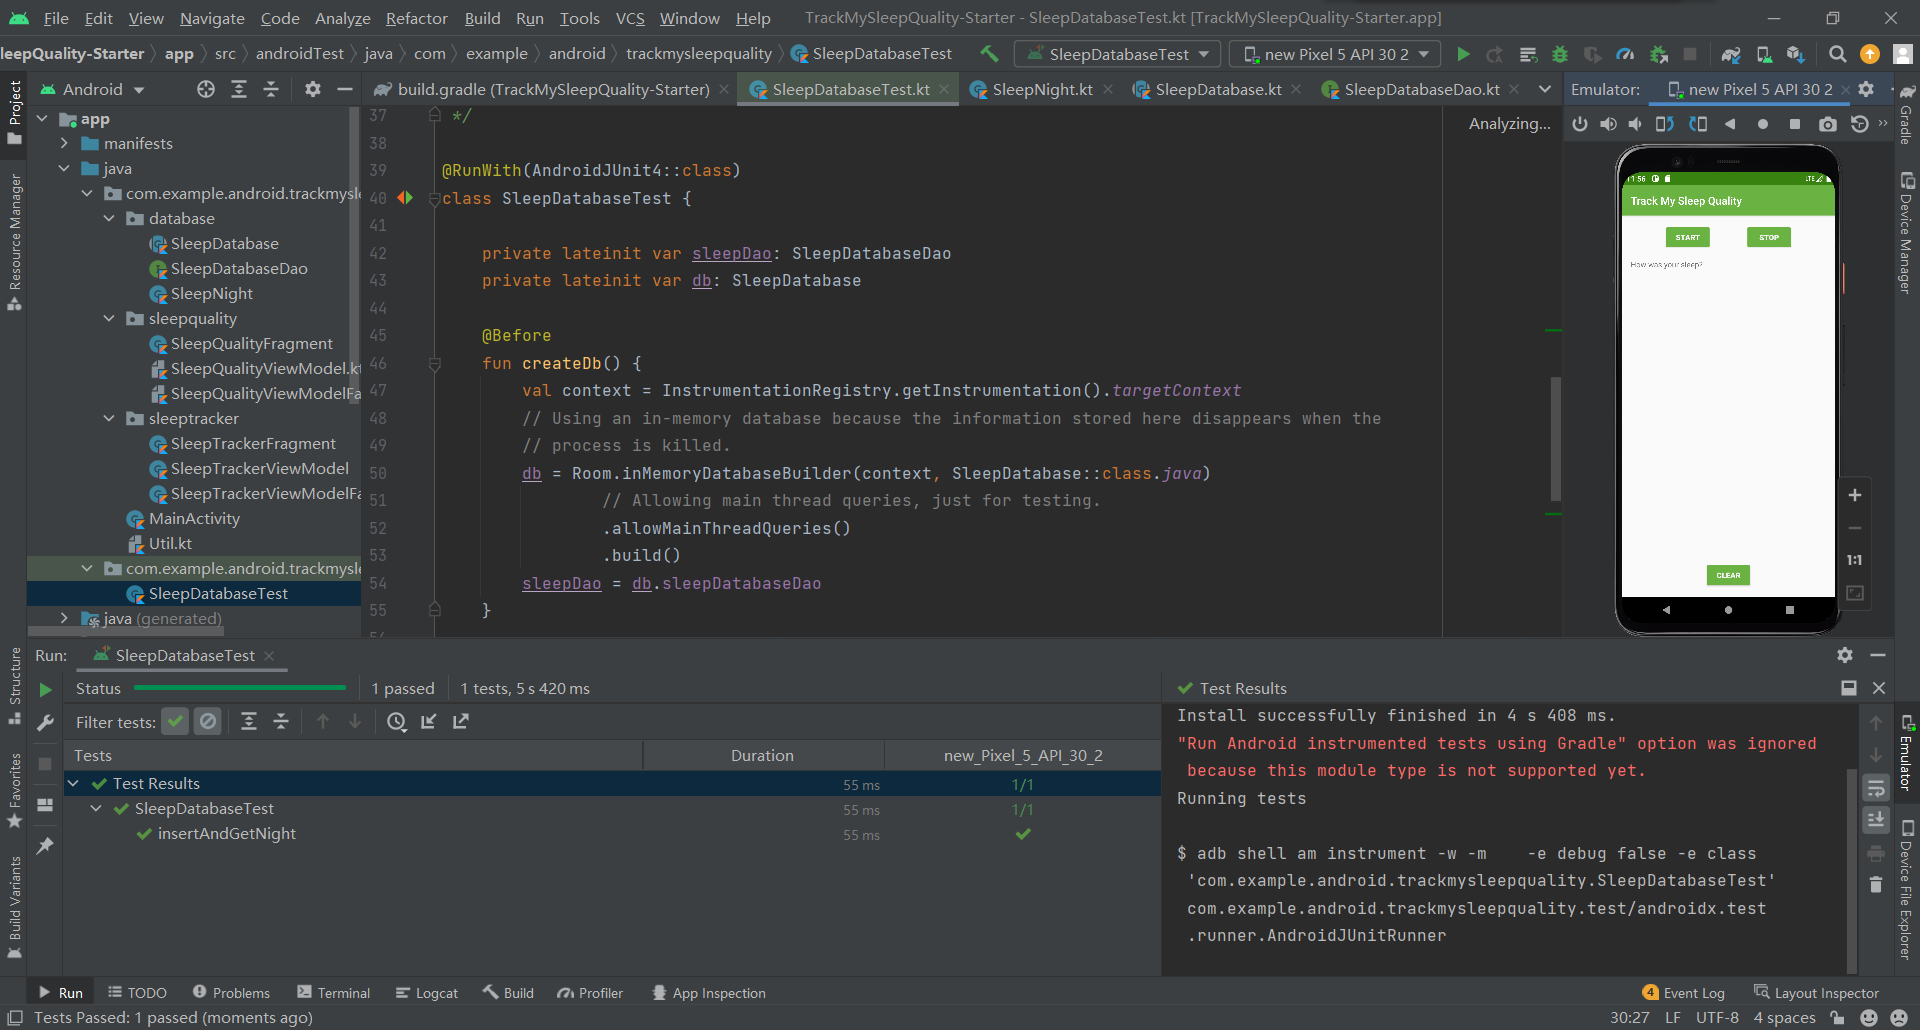 File Edit View Navigate Code Analyze Refactor Build Run Tools VCS Window Help TrackMySleepQuality-Starter - SleepDatabaseTest.kt [TrackMySleepQuality-Starter.app]
leepQuality-Starter app src androidTest java com example android trackmysleepquality SleepDatabaseTest SleepDatabaseTest new Pixel 5 API 30 2
Project
Resource Manager
Structure
Favorites
Build Variants
Android
app
manifests
java
com.example.android.trackmysle
database
SleepDatabase
SleepDatabaseDao
SleepNight
sleepquality
SleepQualityFragment
SleepQualityViewModel.kt
SleepQualityViewModelFa
sleeptracker
SleepTrackerFragment
SleepTrackerViewModel
SleepTrackerViewModelFa
MainActivity
Util.kt
com.example.android.trackmysle
SleepDatabaseTest
java (generated)
build.gradle (TrackMySleepQuality-Starter) SleepDatabaseTest.kt SleepNight.kt SleepDatabase.kt SleepDatabaseDao.kt
Analyzing...
37 */
38
39 @RunWith(AndroidJUnit4::class)
40 class SleepDatabaseTest {
41
42 private lateinit var sleepDao: SleepDatabaseDao
43 private lateinit var db: SleepDatabase
44
45 @Before
46 fun createDb() {
47 val context = InstrumentationRegistry.getInstrumentation().targetContext
48 // Using an in-memory database because the information stored here disappears when the
49 // process is killed.
50 db = Room.inMemoryDatabaseBuilder(context, SleepDatabase::class.java)
51 // Allowing main thread queries, just for testing.
52 .allowMainThreadQueries()
53 .build()
54 sleepDao = db.sleepDatabaseDao
55 }
Emulator: new Pixel 5 API 30 2
11:56 LTE
Track My Sleep Quality
START STOP
How was your sleep?
CLEAR
1:1
Gradle
Device Manager
Emulator
Device File Explorer
Run: SleepDatabaseTest
Status 1 passed 1 tests, 5 s 420 ms
Filter tests:
Tests Duration new_Pixel_5_API_30_2
Test Results 55 ms 1/1
SleepDatabaseTest 55 ms 1/1
insertAndGetNight 55 ms
Test Results
Install successfully finished in 4 s 408 ms.
"Run Android instrumented tests using Gradle" option was ignored
because this module type is not supported yet.
Running tests
$ adb shell am instrument -w -m    -e debug false -e class
'com.example.android.trackmysleepquality.SleepDatabaseTest'
com.example.android.trackmysleepquality.test/androidx.test
.runner.AndroidJUnitRunner
Run TODO Problems Terminal Logcat Build Profiler App Inspection 4 Event Log Layout Inspector
Tests Passed: 1 passed (moments ago) 30:27 LF UTF-8 4 spaces